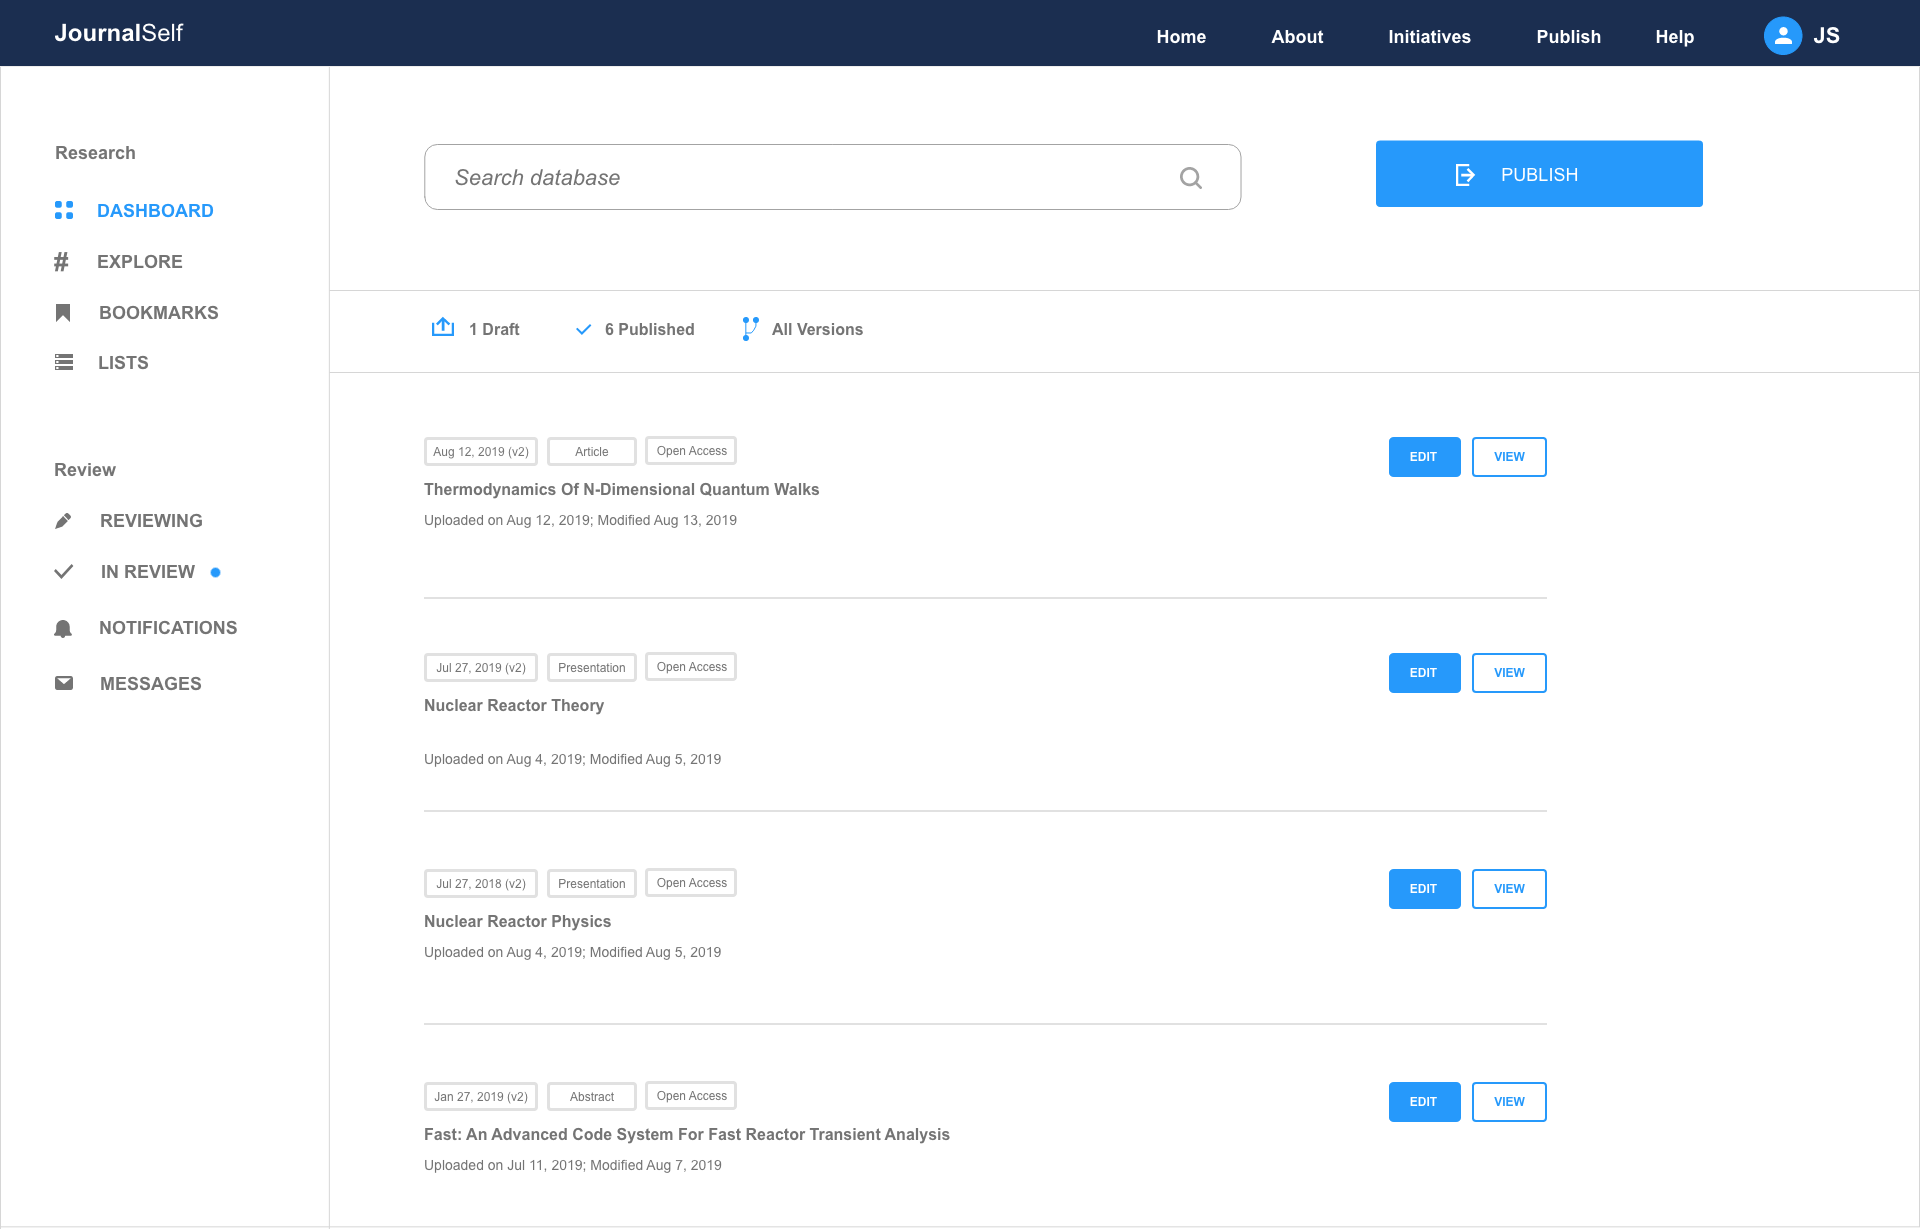 JournalSelf
Home About Initiatives Publish Help JS
Research
DASHBOARD
# EXPLORE
BOOKMARKS
LISTS
Review
REVIEWING
IN REVIEW
NOTIFICATIONS
MESSAGES
Search database
PUBLISH
1 Draft 6 Published All Versions
Aug 12, 2019 (v2) Article Open Access
EDIT VIEW
Thermodynamics Of N-Dimensional Quantum Walks
Uploaded on Aug 12, 2019; Modified Aug 13, 2019
Jul 27, 2019 (v2) Presentation Open Access
EDIT VIEW
Nuclear Reactor Theory
Uploaded on Aug 4, 2019; Modified Aug 5, 2019
Jul 27, 2018 (v2) Presentation Open Access
EDIT VIEW
Nuclear Reactor Physics
Uploaded on Aug 4, 2019; Modified Aug 5, 2019
Jan 27, 2019 (v2) Abstract Open Access
EDIT VIEW
Fast: An Advanced Code System For Fast Reactor Transient Analysis
Uploaded on Jul 11, 2019; Modified Aug 7, 2019